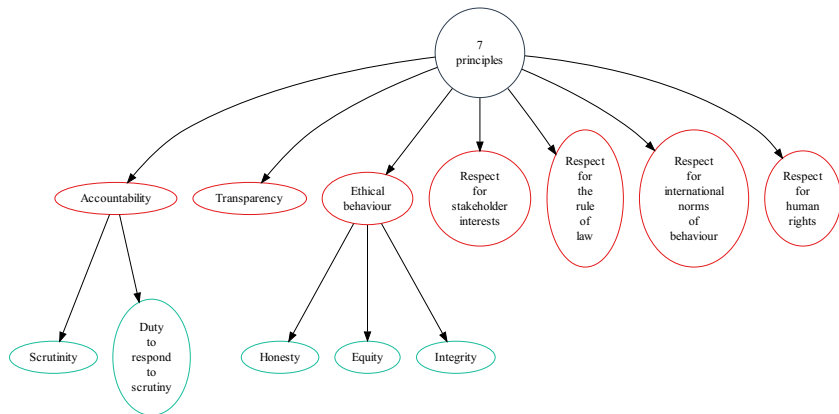 7
principles
Accountability
Transparency
Ethical
behaviour
Respect
for
stakeholder
interests
Respect
for
the
rule
of
law
Respect
for
international
norms
of
behaviour
Respect
for
human
rights
Scrutinity
Duty
to
respond
to
scrutiny
Honesty
Equity
Integrity